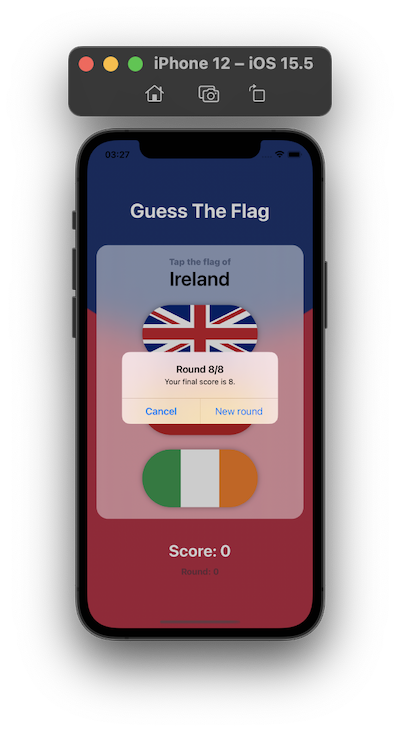 iPhone 12 – iOS 15.5
03:27
Guess The Flag
Tap the flag of
Ireland
Round 8/8
Your final score is 8.
Cancel New round
Score: 0
Round: 0